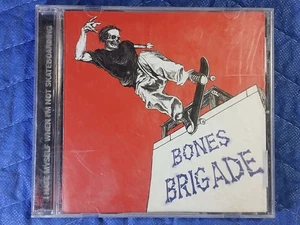 I HATE MYSELF WHEN I'M NOT SKATEBOARDING
BONES
BRIGADE